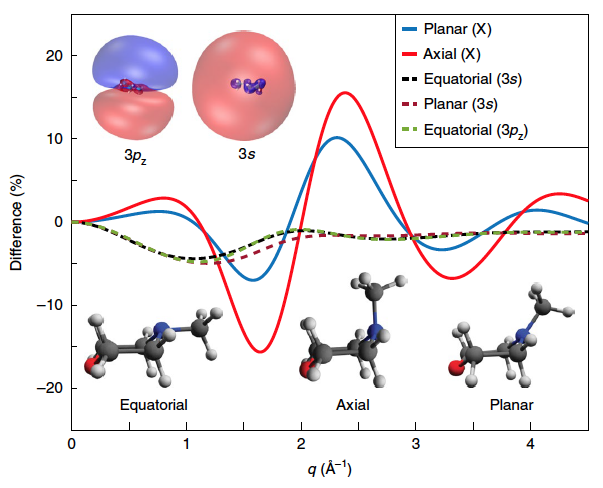 Planar (X)
Axial (X)
Equatorial (3s)
Planar (3s)
Equatorial (3pz)
3pz
3s
Difference (%)
20
10
0
−10
−20
Equatorial
Axial
Planar
0
1
2
3
4
q (Å−1)